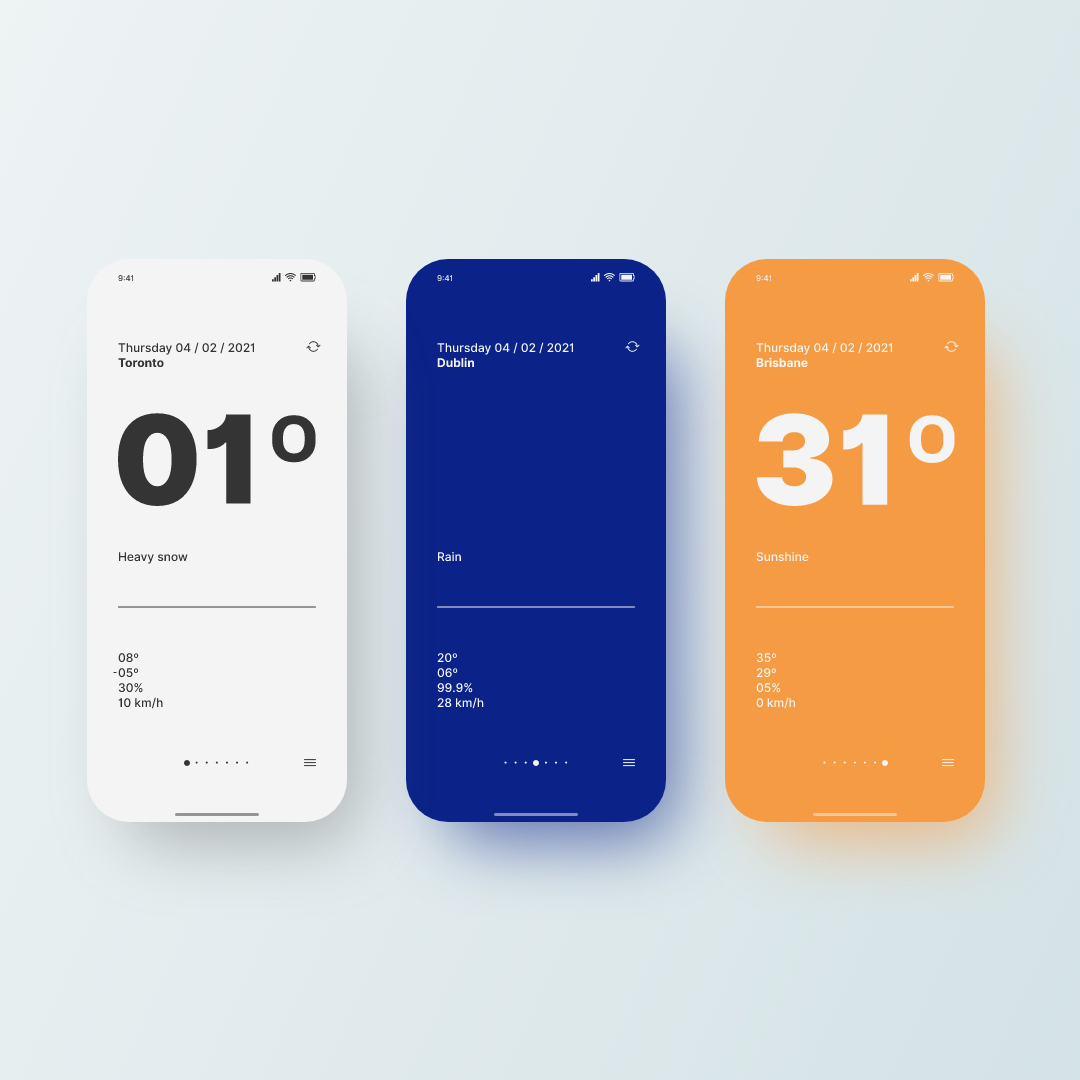 9:41
Thursday 04 / 02 / 2021
Toronto
01º
Heavy snow
08º
-05º
30%
10 km/h
9:41
Thursday 04 / 02 / 2021
Dublin
Rain
20º
06º
99.9%
28 km/h
9:41
Thursday 04 / 02 / 2021
Brisbane
31º
Sunshine
35º
29º
05%
0 km/h